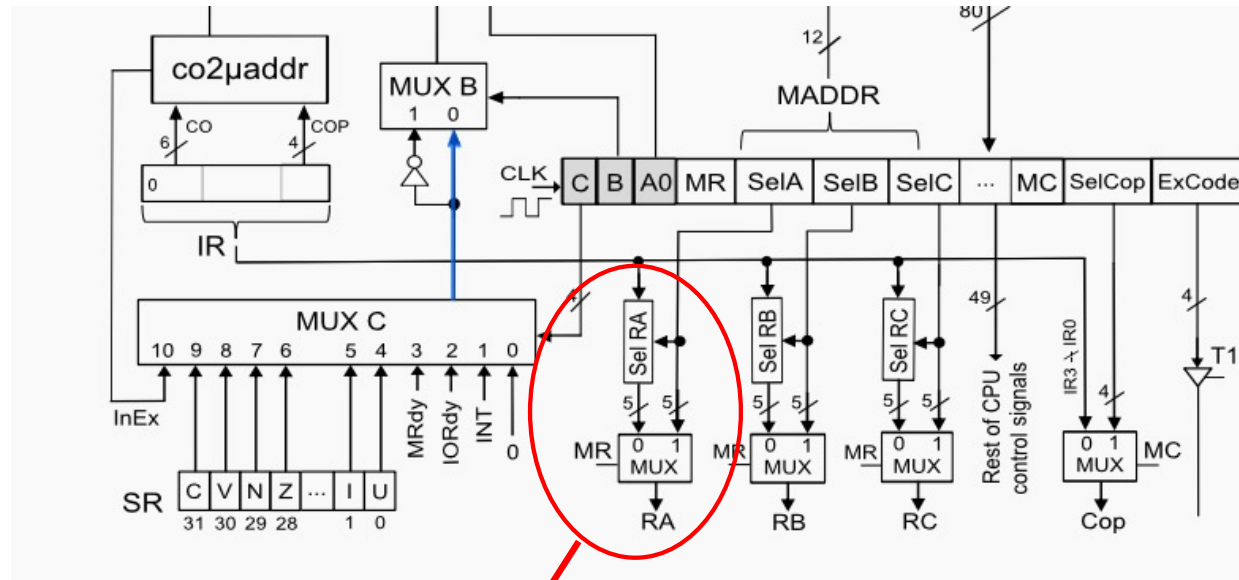 80
12
co2µaddr
MUX B
1 0
MADDR
6 CO
4 COP
CLK
C B A0 MR SelA SelB SelC ... MC SelCop ExCode
0
IR
4
MUX C
10 9 8 7 6 5 4 3 2 1 0
Sel RA
Sel RB
Sel RC
49
4
T1
IR3-IR0
4
5 5 5 5 5 5
InEx
MRdy
IORdy
INT
0
Rest of CPU
control signals
MR 0 1 MUX
MR 0 1 MUX
MR 0 1 MUX
0 1 MUX MC
SR C V N Z ... I U
31 30 29 28 1 0
RA RB RC Cop